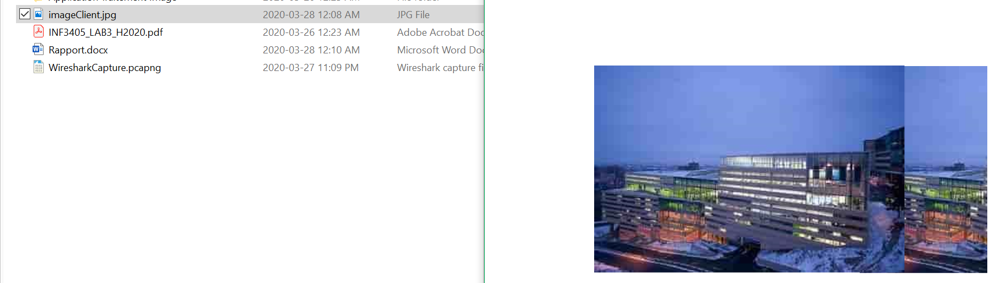 imageClient.jpg 2020-03-28 12:08 AM JPG File
INF3405_LAB3_H2020.pdf 2020-03-26 12:23 AM Adobe Acrobat Doc
Rapport.docx 2020-03-28 12:10 AM Microsoft Word Doc
WiresharkCapture.pcapng 2020-03-27 11:09 PM Wireshark capture fi